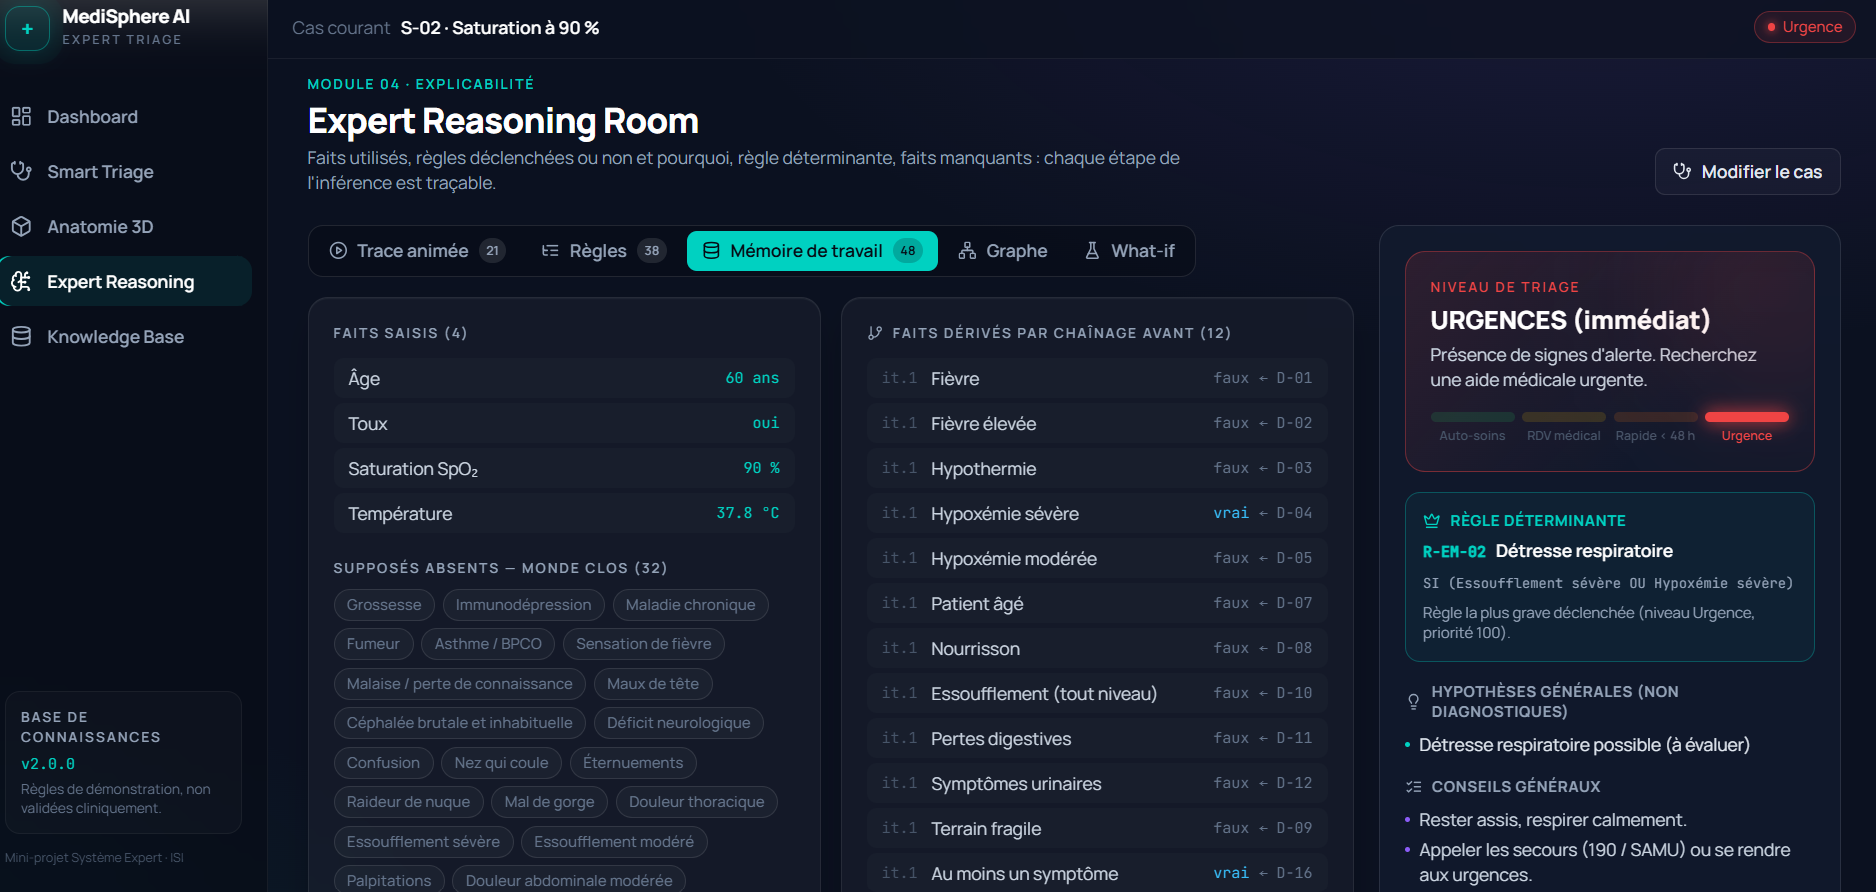 MediSphere AI
EXPERT TRIAGE
Dashboard
Smart Triage
Anatomie 3D
Expert Reasoning
Knowledge Base
BASE DE
CONNAISSANCES
v2.0.0
Règles de démonstration, non
validées cliniquement.
Mini-projet Système Expert · ISI
Cas courant S-02 · Saturation à 90 %
Urgence
MODULE 04 · EXPLICABILITÉ
Expert Reasoning Room
Faits utilisés, règles déclenchées ou non et pourquoi, règle déterminante, faits manquants : chaque étape de
l'inférence est traçable.
Modifier le cas
Trace animée 21 Règles 38 Mémoire de travail 48 Graphe What-if
FAITS SAISIS (4)
Âge 60 ans
Toux oui
Saturation SpO₂ 90 %
Température 37.8 °C
SUPPOSÉS ABSENTS — MONDE CLOS (32)
Grossesse Immunodépression Maladie chronique
Fumeur Asthme / BPCO Sensation de fièvre
Malaise / perte de connaissance Maux de tête
Céphalée brutale et inhabituelle Déficit neurologique
Confusion Nez qui coule Éternuements
Raideur de nuque Mal de gorge Douleur thoracique
Essoufflement sévère Essoufflement modéré
Palpitations Douleur abdominale modérée
FAITS DÉRIVÉS PAR CHAÎNAGE AVANT (12)
it.1 Fièvre faux ← D-01
it.1 Fièvre élevée faux ← D-02
it.1 Hypothermie faux ← D-03
it.1 Hypoxémie sévère vrai ← D-04
it.1 Hypoxémie modérée faux ← D-05
it.1 Patient âgé faux ← D-07
it.1 Nourrisson faux ← D-08
it.1 Essoufflement (tout niveau) faux ← D-10
it.1 Pertes digestives faux ← D-11
it.1 Symptômes urinaires faux ← D-12
it.1 Terrain fragile faux ← D-09
it.1 Au moins un symptôme vrai ← D-16
NIVEAU DE TRIAGE
URGENCES (immédiat)
Présence de signes d'alerte. Recherchez
une aide médicale urgente.
Auto-soins RDV médical Rapide < 48 h Urgence
RÈGLE DÉTERMINANTE
R-EM-02 Détresse respiratoire
SI (Essoufflement sévère OU Hypoxémie sévère)
Règle la plus grave déclenchée (niveau Urgence,
priorité 100).
HYPOTHÈSES GÉNÉRALES (NON
DIAGNOSTIQUES)
• Détresse respiratoire possible (à évaluer)
CONSEILS GÉNÉRAUX
• Rester assis, respirer calmement.
• Appeler les secours (190 / SAMU) ou se rendre
aux urgences.